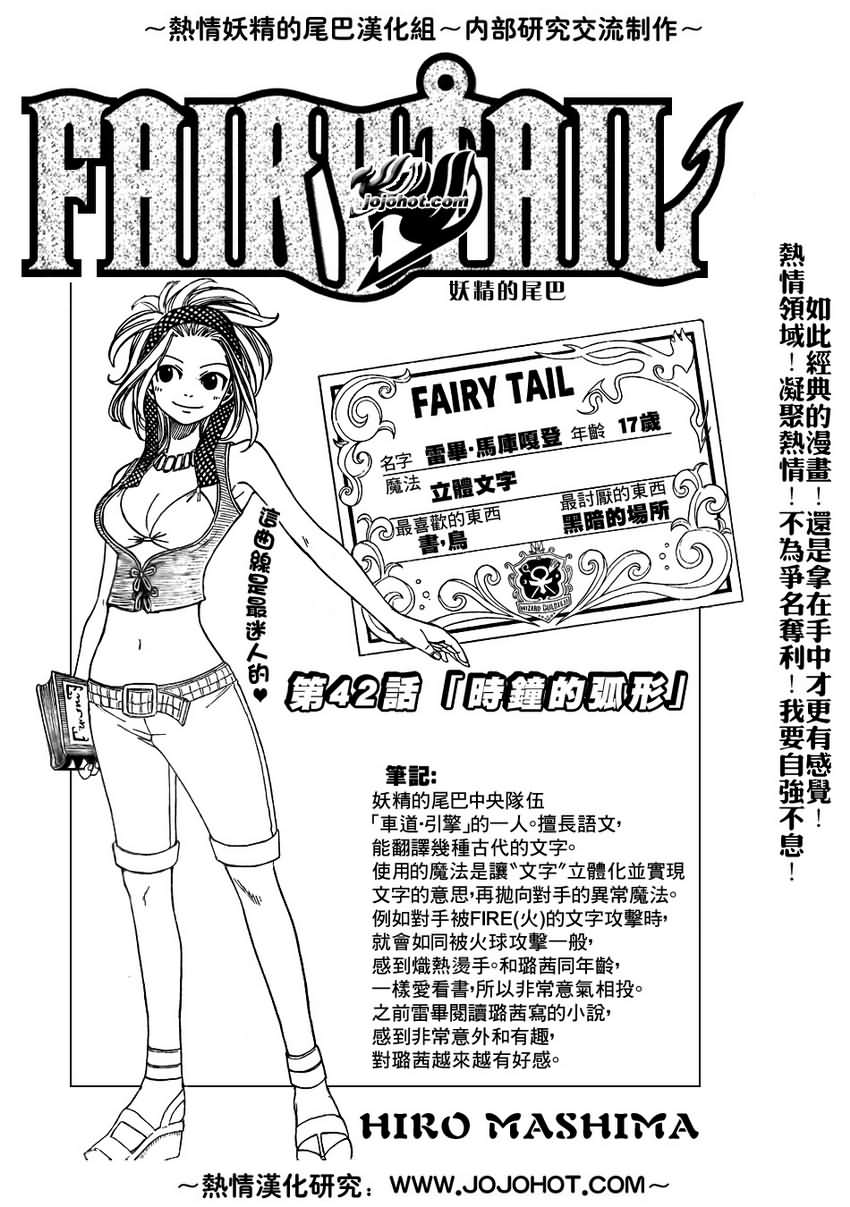 ～熱情妖精的尾巴漢化組～内部研究交流制作～
FAIRY TAIL
jojohot.com
妖精的尾巴
如此經典的漫畫！還是拿在手中才更有感覺！
熱情領域！凝聚熱情！不為爭名奪利！我要自強不息！
FAIRY TAIL
名字 雷畢·馬庫嘎登 年齡 17歲
魔法 立體文字
最喜歡的東西 最討厭的東西
書，鳥 黑暗的場所
WIZARD GUILD
這曲線是最迷人的♥
第42話「時鐘的弧形」
筆記:
妖精的尾巴中央隊伍
「車道·引擎」的一人。擅長語文，
能翻譯幾種古代的文字。
使用的魔法是讓〝文字〞立體化並實現
文字的意思，再拋向對手的異常魔法。
例如對手被FIRE(火)的文字攻擊時，
就會如同被火球攻擊一般，
感到熾熱燙手。和璐茜同年齡，
一樣愛看書，所以非常意氣相投。
之前雷畢閱讀璐茜寫的小說，
感到非常意外和有趣，
對璐茜越來越有好感。
HIRO MASHIMA
～熱情漢化研究：WWW.JOJOHOT.COM～